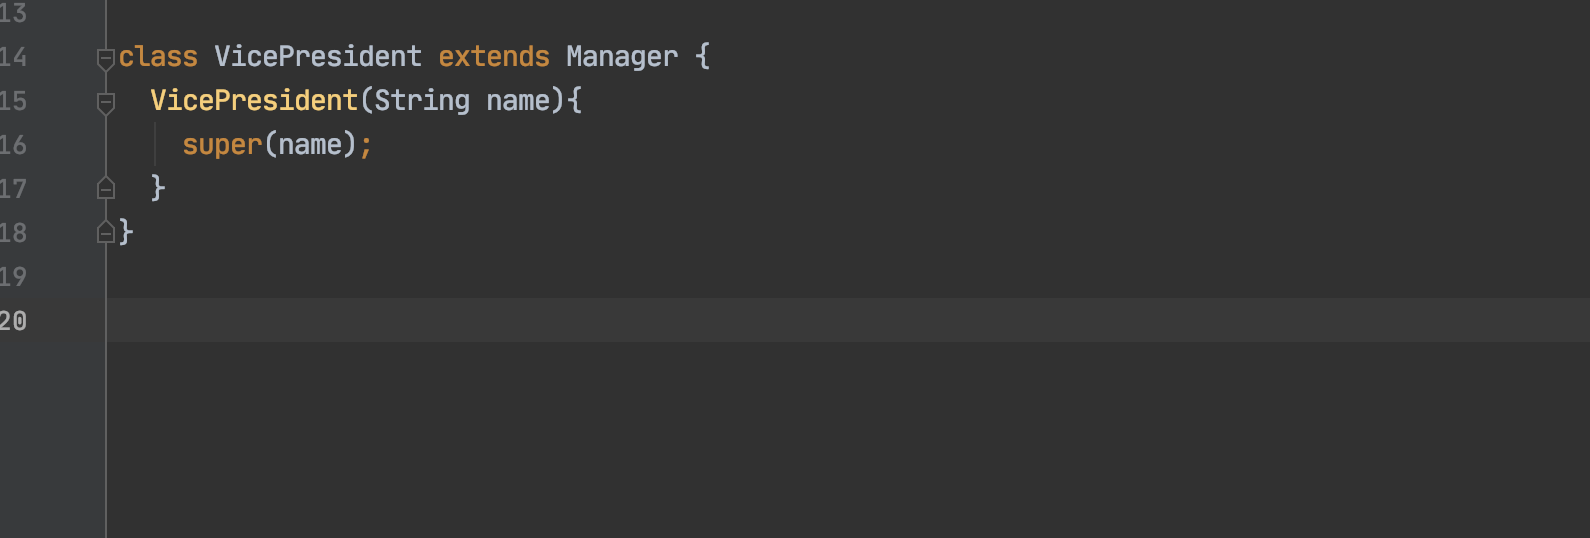 13
14 class VicePresident extends Manager {
15 VicePresident(String name){
16 super(name);
17 }
18 }
19
20